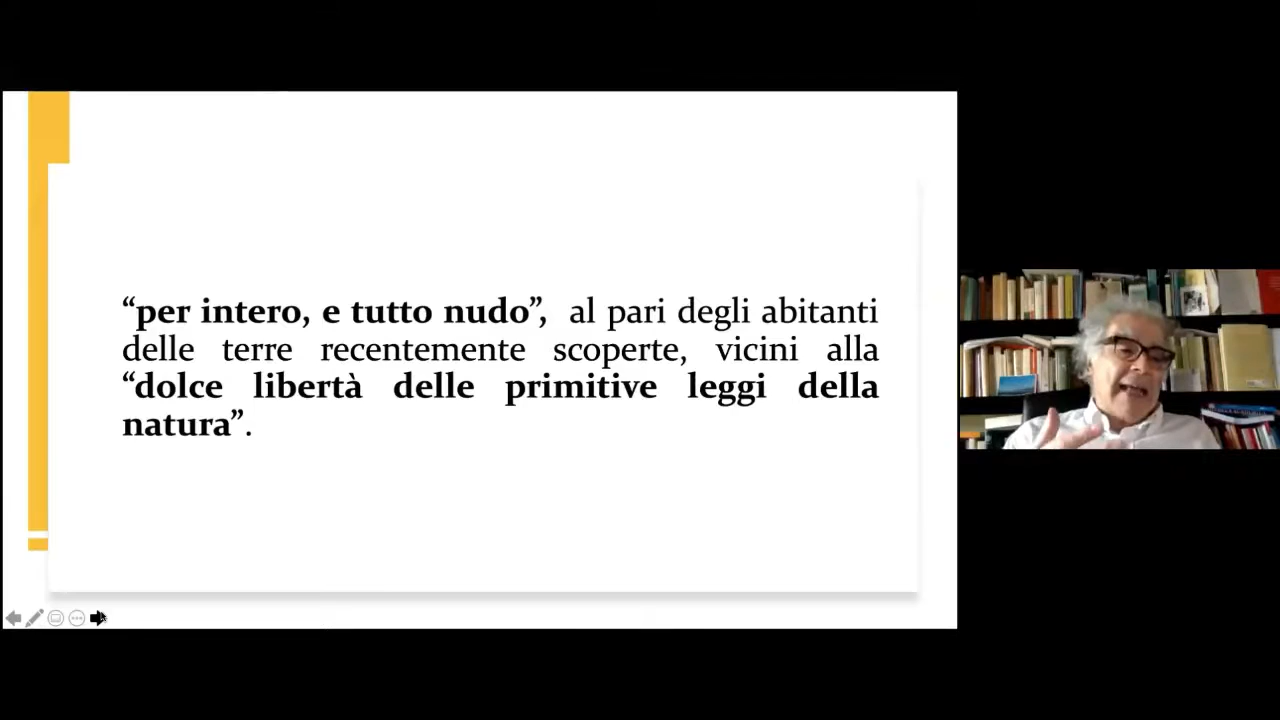 “per intero, e tutto nudo”, al pari degli abitanti
delle terre recentemente scoperte, vicini alla
“dolce libertà delle primitive leggi della
natura”.